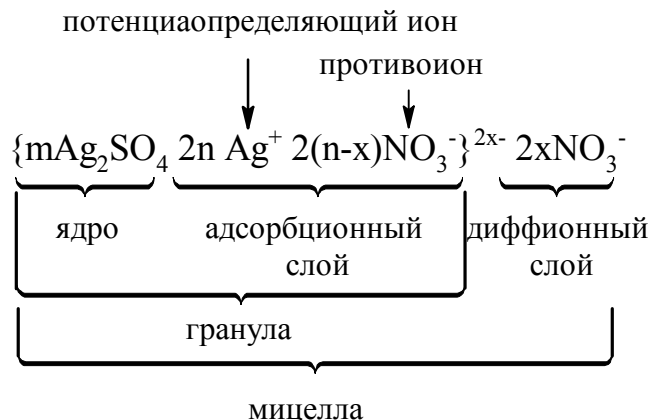 потенциаопределяющий ион
противоион
{mAg₂SO₄ 2n Ag⁺ 2(n-x)NO₃⁻}²ˣ⁻ 2xNO₃⁻
ядро адсорбционный слой диффионный слой
гранула
мицелла